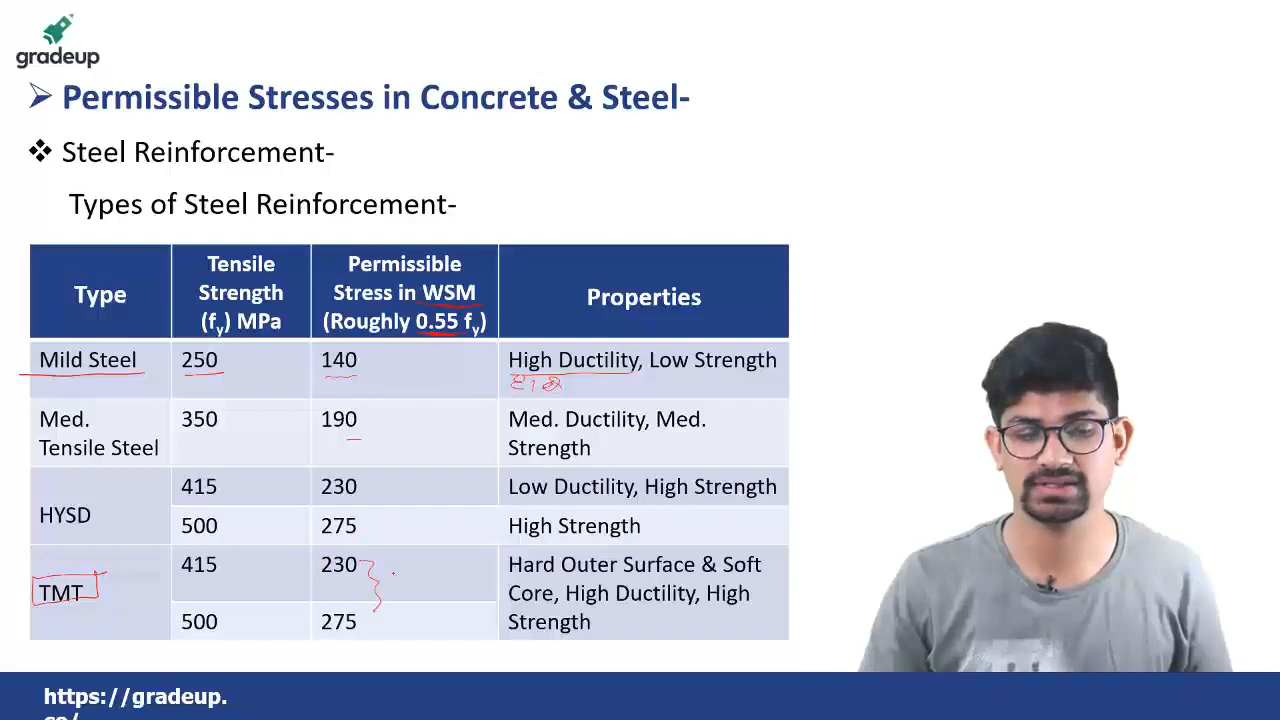 gradeup
Permissible Stresses in Concrete & Steel-
Steel Reinforcement-
Types of Steel Reinforcement-
Type
Tensile
Strength
(fy) MPa
Permissible
Stress in WSM
(Roughly 0.55 fy)
Properties
Mild Steel
250
140
High Ductility, Low Strength
Med.
Tensile Steel
350
190
Med. Ductility, Med.
Strength
HYSD
415
230
Low Ductility, High Strength
500
275
High Strength
TMT
415
230
Hard Outer Surface & Soft
Core, High Ductility, High
Strength
500
275
https://gradeup.
co/